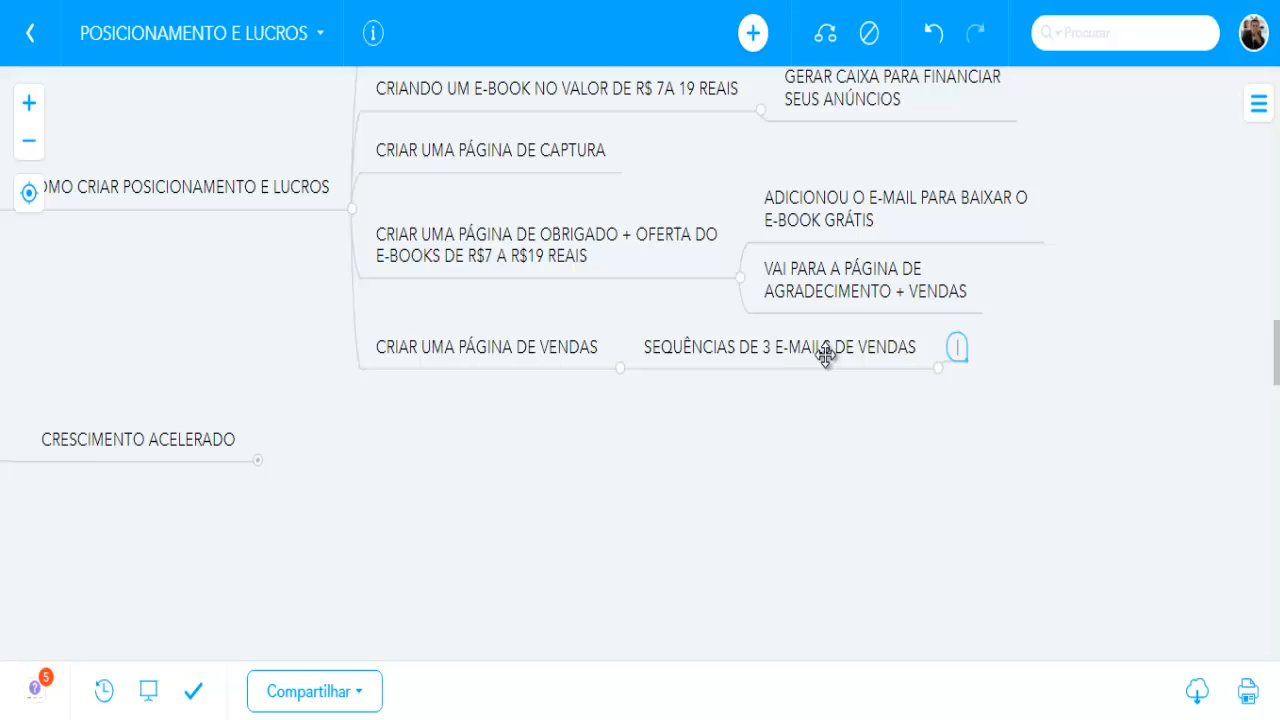 POSICIONAMENTO E LUCROS
Procurar
CRIANDO UM E-BOOK NO VALOR DE R$ 7A 19 REAIS
GERAR CAIXA PARA FINANCIAR
SEUS ANÚNCIOS
CRIAR UMA PÁGINA DE CAPTURA
OMO CRIAR POSICIONAMENTO E LUCROS
ADICIONOU O E-MAIL PARA BAIXAR O
E-BOOK GRÁTIS
CRIAR UMA PÁGINA DE OBRIGADO + OFERTA DO
E-BOOKS DE R$7 A R$19 REAIS
VAI PARA A PÁGINA DE
AGRADECIMENTO + VENDAS
CRIAR UMA PÁGINA DE VENDAS
SEQUÊNCIAS DE 3 E-MAILS DE VENDAS
CRESCIMENTO ACELERADO
5
Compartilhar